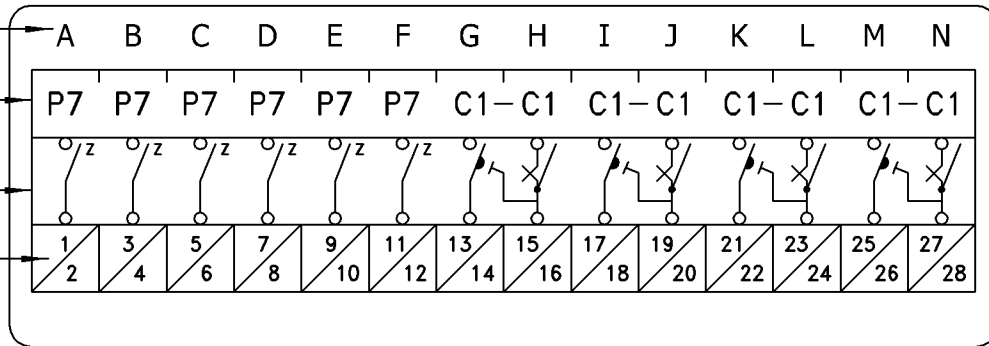 A B C D E F G H I J K L M N
P7 P7 P7 P7 P7 P7 C1-C1 C1-C1 C1-C1 C1-C1
z z z z z z
1 3 5 7 9 11 13 15 17 19 21 23 25 27
2 4 6 8 10 12 14 16 18 20 22 24 26 28